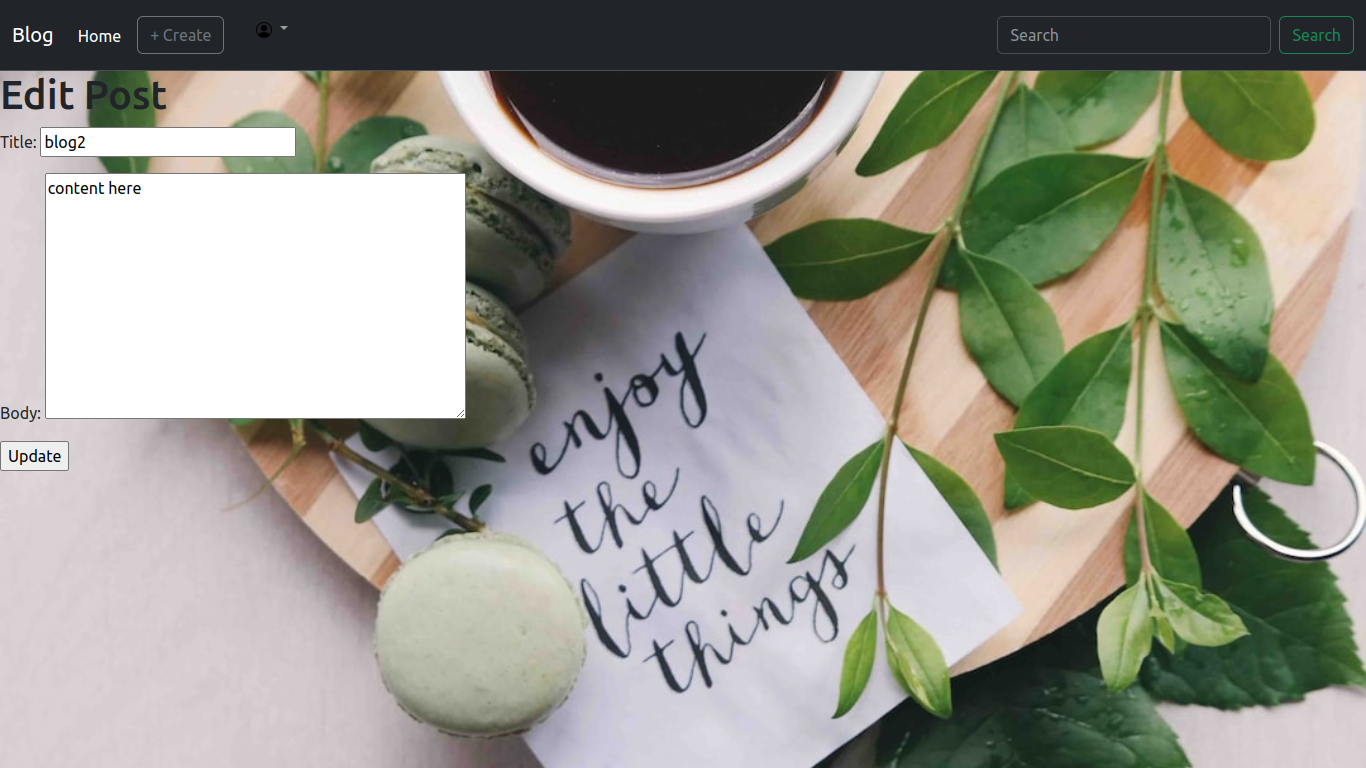 Blog Home + Create Search Search
Edit Post
Title: blog2
content here
Body:
Update
enjoy
the
little
things